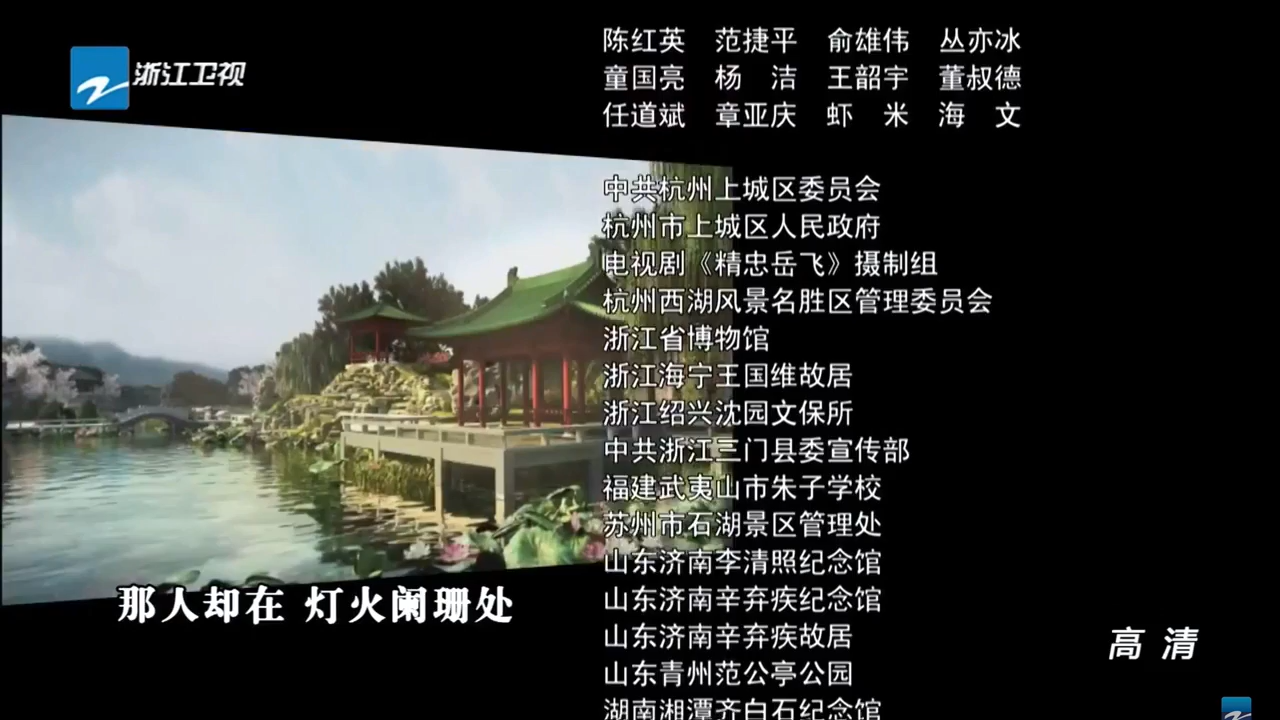 陈红英 范捷平 俞雄伟 丛亦冰
童国亮 杨 洁 王韶宇 董叔德
任道斌 章亚庆 虾 米 海 文
浙江卫视
中共杭州上城区委员会
杭州市上城区人民政府
电视剧《精忠岳飞》摄制组
杭州西湖风景名胜区管理委员会
浙江省博物馆
浙江海宁王国维故居
浙江绍兴沈园文保所
中共浙江三门县委宣传部
福建武夷山市朱子学校
苏州市石湖景区管理处
山东济南李清照纪念馆
山东济南辛弃疾纪念馆
山东济南辛弃疾故居
山东青州范公亭公园
湖南湘潭齐白石纪念馆
那人却在 灯火阑珊处
高清